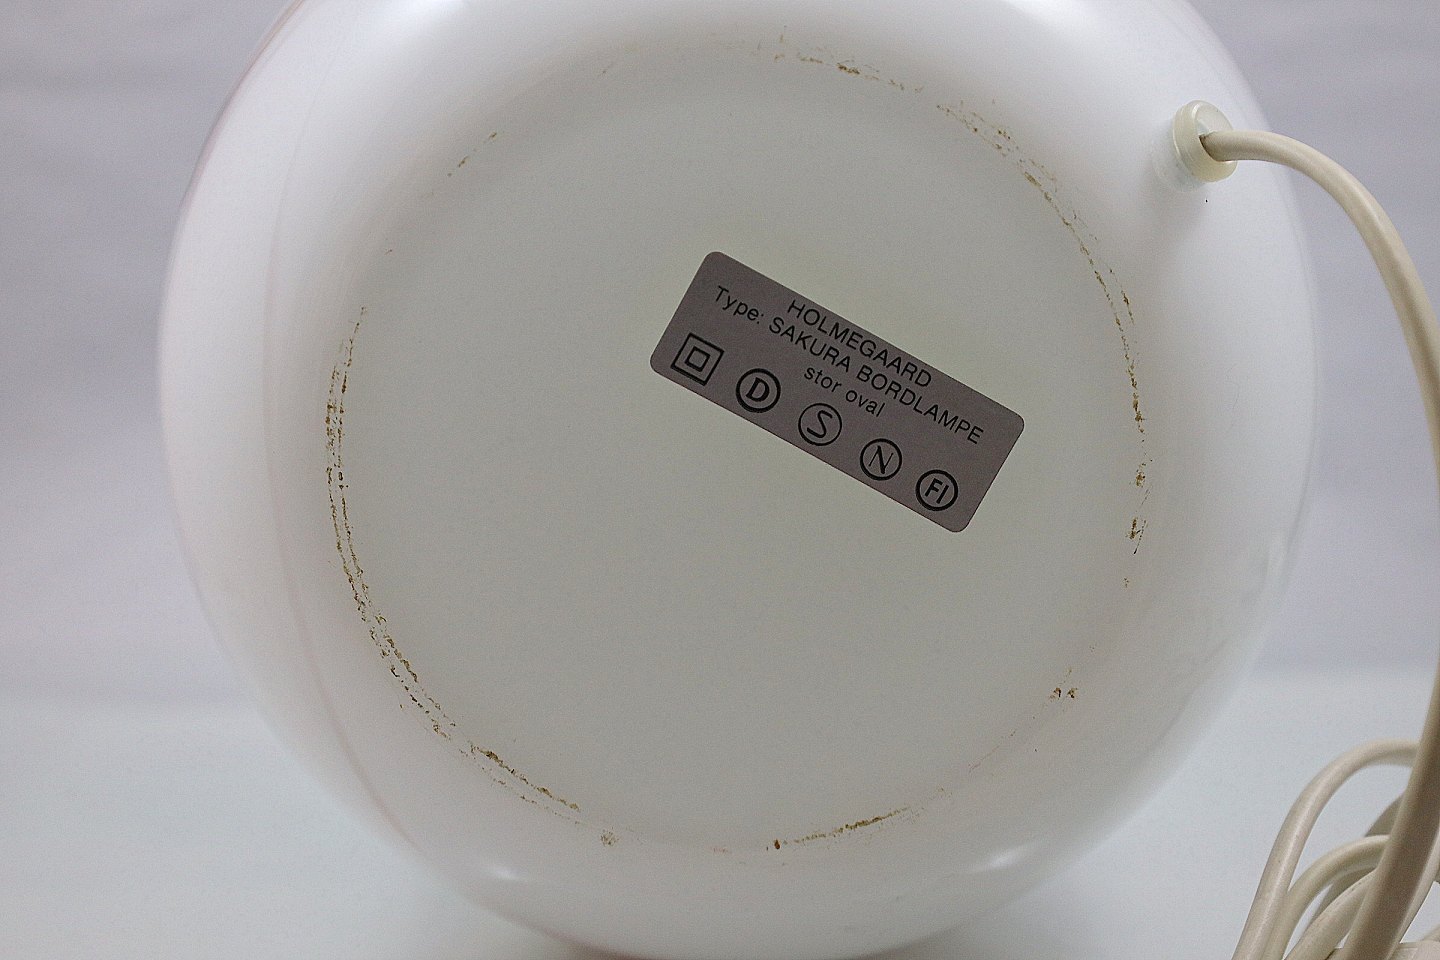 HOLMEGAARD
Type: SAKURA BORDLAMPE
stor oval
D S N FI